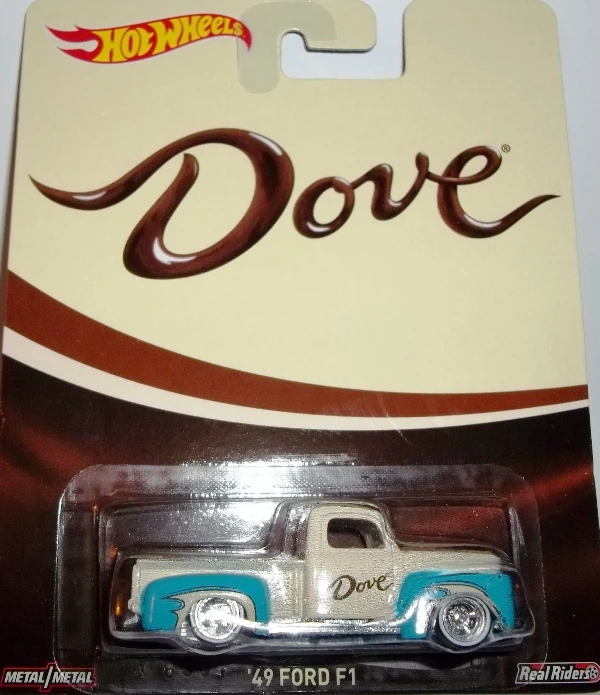 HOT WHEELS
Dove®
Dove
METAL/METAL
'49 FORD F1
Real Riders®